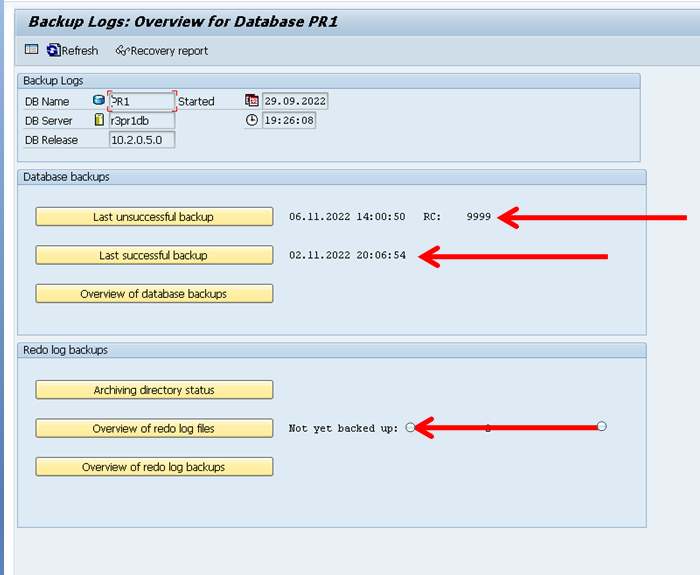 Backup Logs: Overview for Database PR1
Refresh Recovery report
Backup Logs
DB Name PR1 Started 29.09.2022
DB Server r3pr1db 19:26:08
DB Release 10.2.0.5.0
Database backups
Last unsuccessful backup 06.11.2022 14:00:50 RC: 9999
Last successful backup 02.11.2022 20:06:54
Overview of database backups
Redo log backups
Archiving directory status
Overview of redo log files Not yet backed up:
Overview of redo log backups